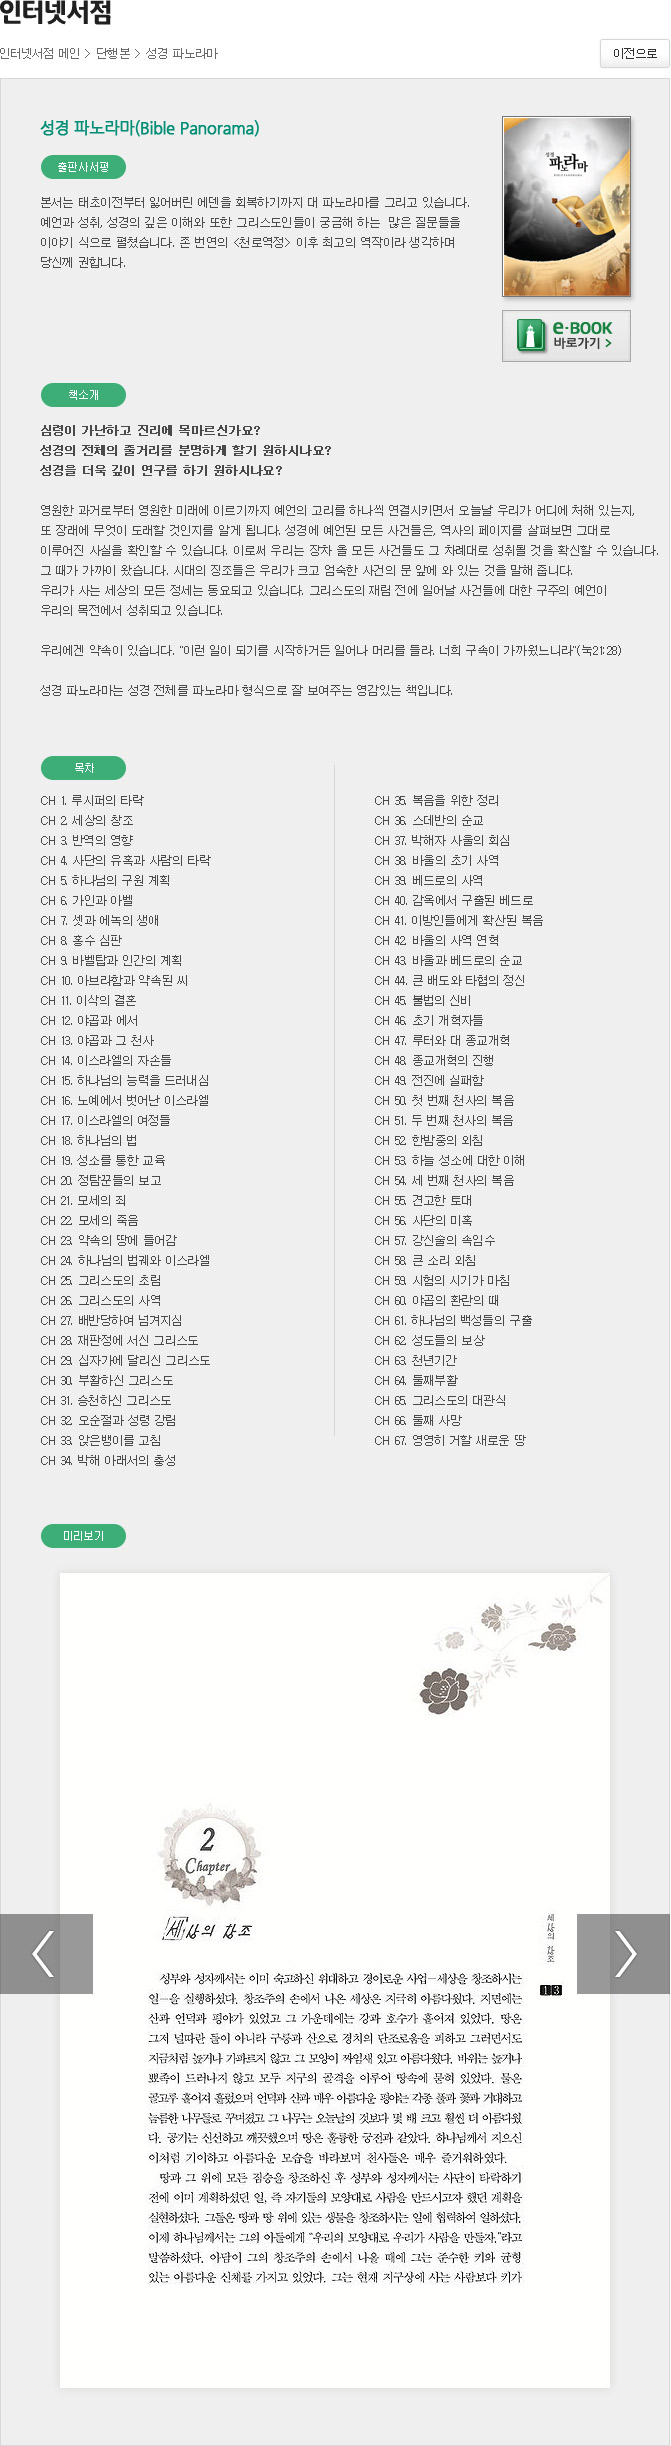 인터넷서점
인터넷서점 메인 > 단행본 > 성경 파노라마
이전으로
성경 파노라마(Bible Panorama)
출판사서평
본서는 태초이전부터 잃어버린 에덴을 회복하기까지 대 파노라마를 그리고 있습니다.
예언과 성취, 성경의 깊은 이해와 또한 그리스도인들이 궁금해 하는 많은 질문들을
이야기 식으로 펼쳤습니다. 존 번연의 <천로역정> 이후 최고의 역작이라 생각하며
당신께 권합니다.
성경
파노라마
e-BOOK
바로가기 >
책소개
심령이 가난하고 진리에 목마르신가요?
성경의 전체의 줄거리를 분명하게 알기 원하시나요?
성경을 더욱 깊이 연구를 하기 원하시나요?
영원한 과거로부터 영원한 미래에 이르기까지 예언의 고리를 하나씩 연결시키면서 오늘날 우리가 어디에 처해 있는지,
또 장래에 무엇이 도래할 것인지를 알게 됩니다. 성경에 예언된 모든 사건들은, 역사의 페이지를 살펴보면 그대로
이루어진 사실을 확인할 수 있습니다. 이로써 우리는 장차 올 모든 사건들도 그 차례대로 성취될 것을 확신할 수 있습니다.
그 때가 가까이 왔습니다. 시대의 징조들은 우리가 크고 엄숙한 사건의 문 앞에 와 있는 것을 말해 줍니다.
우리가 사는 세상의 모든 정세는 동요되고 있습니다. 그리스도의 재림 전에 일어날 사건들에 대한 구주의 예언이
우리의 목전에서 성취되고 있습니다.
우리에겐 약속이 있습니다. "이런 일이 되기를 시작하거든 일어나 머리를 들라. 너희 구속이 가까웠느니라"(눅21:28)
성경 파노라마는 성경 전체를 파노라마 형식으로 잘 보여주는 영감있는 책입니다.
목차
CH 1. 루시퍼의 타락
CH 2. 세상의 창조
CH 3. 반역의 영향
CH 4. 사단의 유혹과 사람의 타락
CH 5. 하나님의 구원 계획
CH 6. 가인과 아벨
CH 7. 셋과 에녹의 생애
CH 8. 홍수 심판
CH 9. 바벨탑과 인간의 계획
CH 10. 아브라함과 약속된 씨
CH 11. 이삭의 결혼
CH 12. 야곱과 에서
CH 13. 야곱과 그 천사
CH 14. 이스라엘의 자손들
CH 15. 하나님의 능력을 드러내심
CH 16. 노예에서 벗어난 이스라엘
CH 17. 이스라엘의 여정들
CH 18. 하나님의 법
CH 19. 성소를 통한 교육
CH 20. 정탐꾼들의 보고
CH 21. 모세의 죄
CH 22. 모세의 죽음
CH 23. 약속의 땅에 들어감
CH 24. 하나님의 법궤와 이스라엘
CH 25. 그리스도의 초림
CH 26. 그리스도의 사역
CH 27. 배반당하여 넘겨지심
CH 28. 재판정에 서신 그리스도
CH 29. 십자가에 달리신 그리스도
CH 30. 부활하신 그리스도
CH 31. 승천하신 그리스도
CH 32. 오순절과 성령 강림
CH 33. 앉은뱅이를 고침
CH 34. 박해 아래서의 충성
CH 35. 복음을 위한 정리
CH 36. 스데반의 순교
CH 37. 박해자 사울의 회심
CH 38. 바울의 초기 사역
CH 39. 베드로의 사역
CH 40. 감옥에서 구출된 베드로
CH 41. 이방인들에게 확산된 복음
CH 42. 바울의 사역 연혁
CH 43. 바울과 베드로의 순교
CH 44. 큰 배도와 타협의 정신
CH 45. 불법의 신비
CH 46. 초기 개혁자들
CH 47. 루터와 대 종교개혁
CH 48. 종교개혁의 진행
CH 49. 전진에 실패함
CH 50. 첫 번째 천사의 복음
CH 51. 두 번째 천사의 복음
CH 52. 한밤중의 외침
CH 53. 하늘 성소에 대한 이해
CH 54. 세 번째 천사의 복음
CH 55. 견고한 토대
CH 56. 사단의 미혹
CH 57. 강신술의 속임수
CH 58. 큰 소리 외침
CH 59. 시험의 시기가 마침
CH 60. 야곱의 환란의 때
CH 61. 하나님의 백성들의 구출
CH 62. 성도들의 보상
CH 63. 천년기간
CH 64. 둘째부활
CH 65. 그리스도의 대관식
CH 66. 둘째 사망
CH 67. 영영히 거할 새로운 땅
미리보기
2
Chapter
세상의 창조
세상의 창조
13
성부와 성자께서는 이미 숙고하신 위대하고 경이로운 사업-세상을 창조하시는
일-을 실행하셨다. 창조주의 손에서 나온 세상은 지극히 아름다웠다. 지면에는
산과 언덕과 평야가 있었고 그 가운데에는 강과 호수가 흩어져 있었다. 땅은
그저 널따란 들이 아니라 구릉과 산으로 경치의 단조로움을 피하고 그러면서도
지금처럼 높거나 가파르지 않고 그 모양이 짜임새 있고 아름다웠다. 바위는 높거나
뾰족이 드러나지 않고 모두 지구의 골격을 이루어 땅속에 묻혀 있었다. 물은
골고루 흩어져 흘렀으며 언덕과 산과 매우 아름다운 평야는 각종 풀과 꽃과 거대하고
늠름한 나무들로 꾸며졌고 그 나무는 오늘날의 것보다 몇 배 크고 훨씬 더 아름다웠
다. 공기는 신선하고 깨끗했으며 땅은 훌륭한 궁전과 같았다. 하나님께서 지으신
이처럼 기이하고 아름다운 모습을 바라보며 천사들은 매우 즐거워하였다.
땅과 그 위에 모든 짐승을 창조하신 후 성부와 성자께서는 사단이 타락하기
전에 이미 계획하셨던 일, 즉 자기들의 모양대로 사람을 만드시고자 했던 계획을
실현하셨다. 그들은 땅과 땅 위에 있는 생물을 창조하시는 일에 협력하여 일하셨다.
이제 하나님께서는 그의 아들에게 "우리의 모양대로 우리가 사람을 만들자."라고
말씀하셨다. 아담이 그의 창조주의 손에서 나올 때에 그는 준수한 키와 균형
있는 아름다운 신체를 가지고 있었다. 그는 현재 지구상에 사는 사람보다 키가